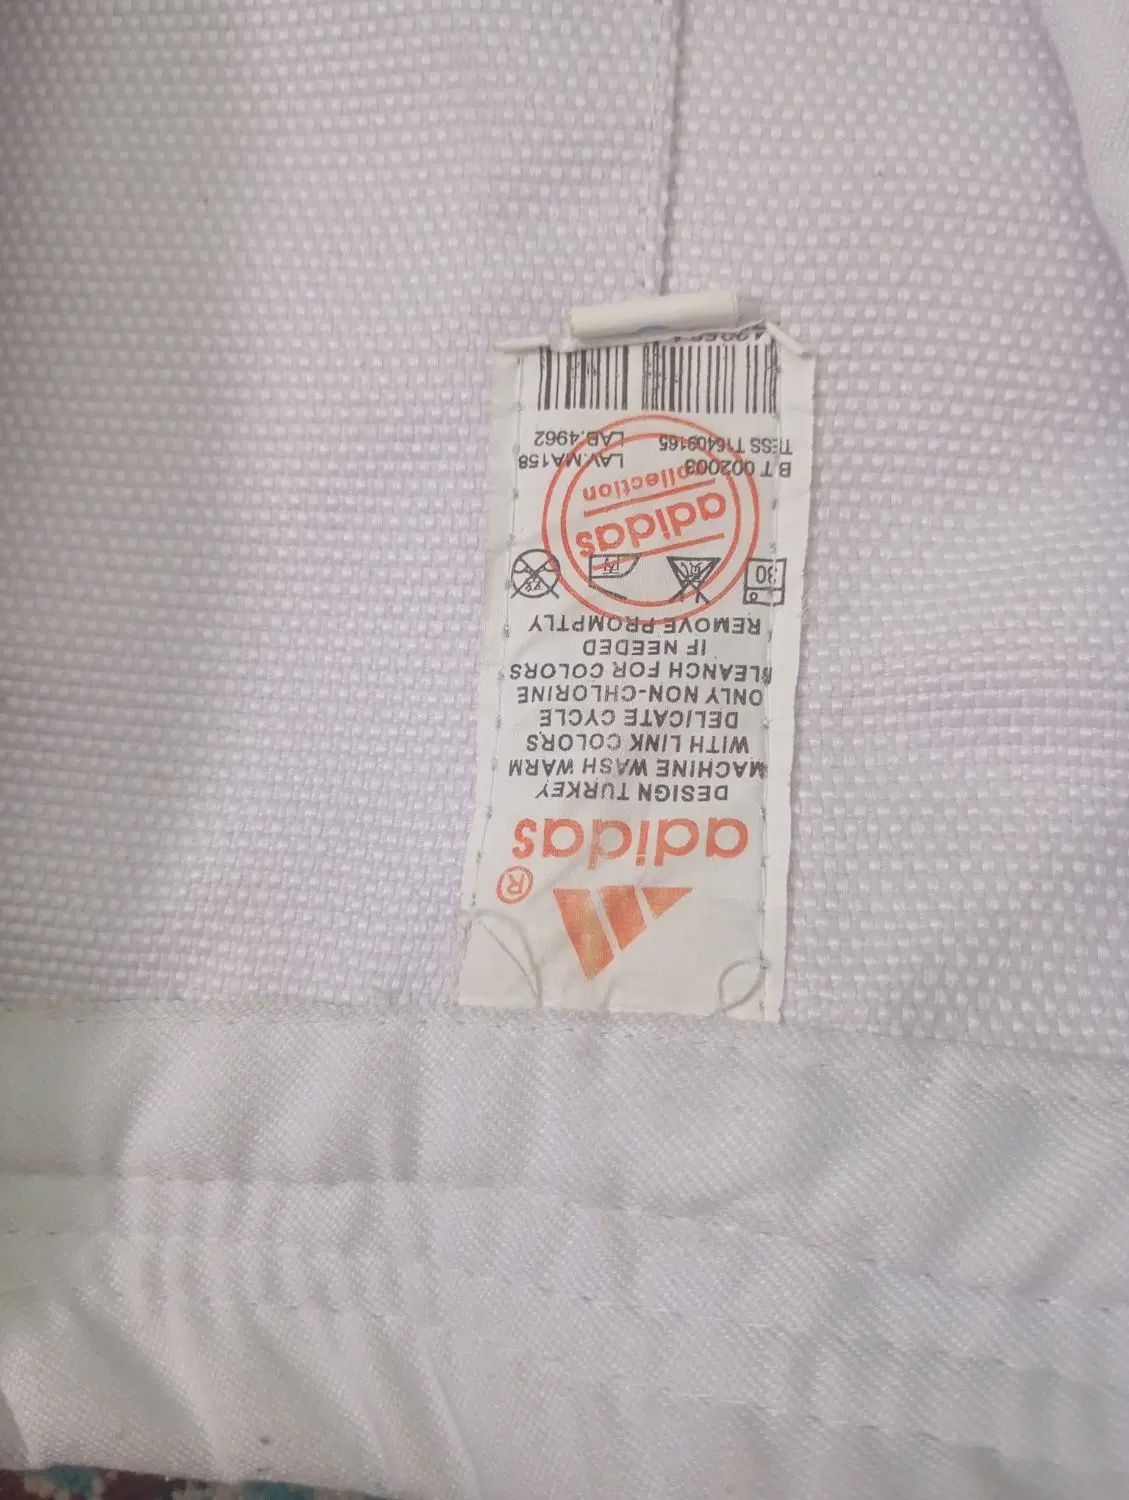 ®
adidas
DESIGN TURKEY
MACHINE WASH WARM
WITH LINK COLORS
DELICATE CYCLE
ONLY NON-CHLORINE
BLEANCH FOR COLORS
IF NEEDED
REMOVE PROMPTLY
30
adidas
collection
B T 002003 LAV.MA158
TESS T16409165 LAB.4962